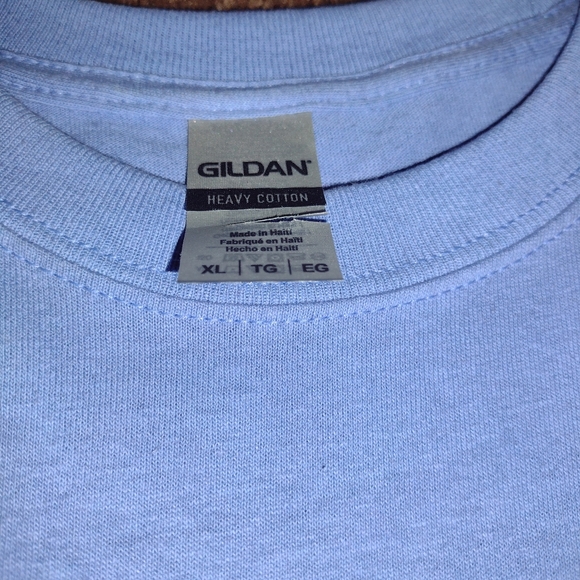 GILDAN®
HEAVY COTTON
Made in Haiti
Fabriqué en Haïti
Hecho en Haití
XL | TG | EG